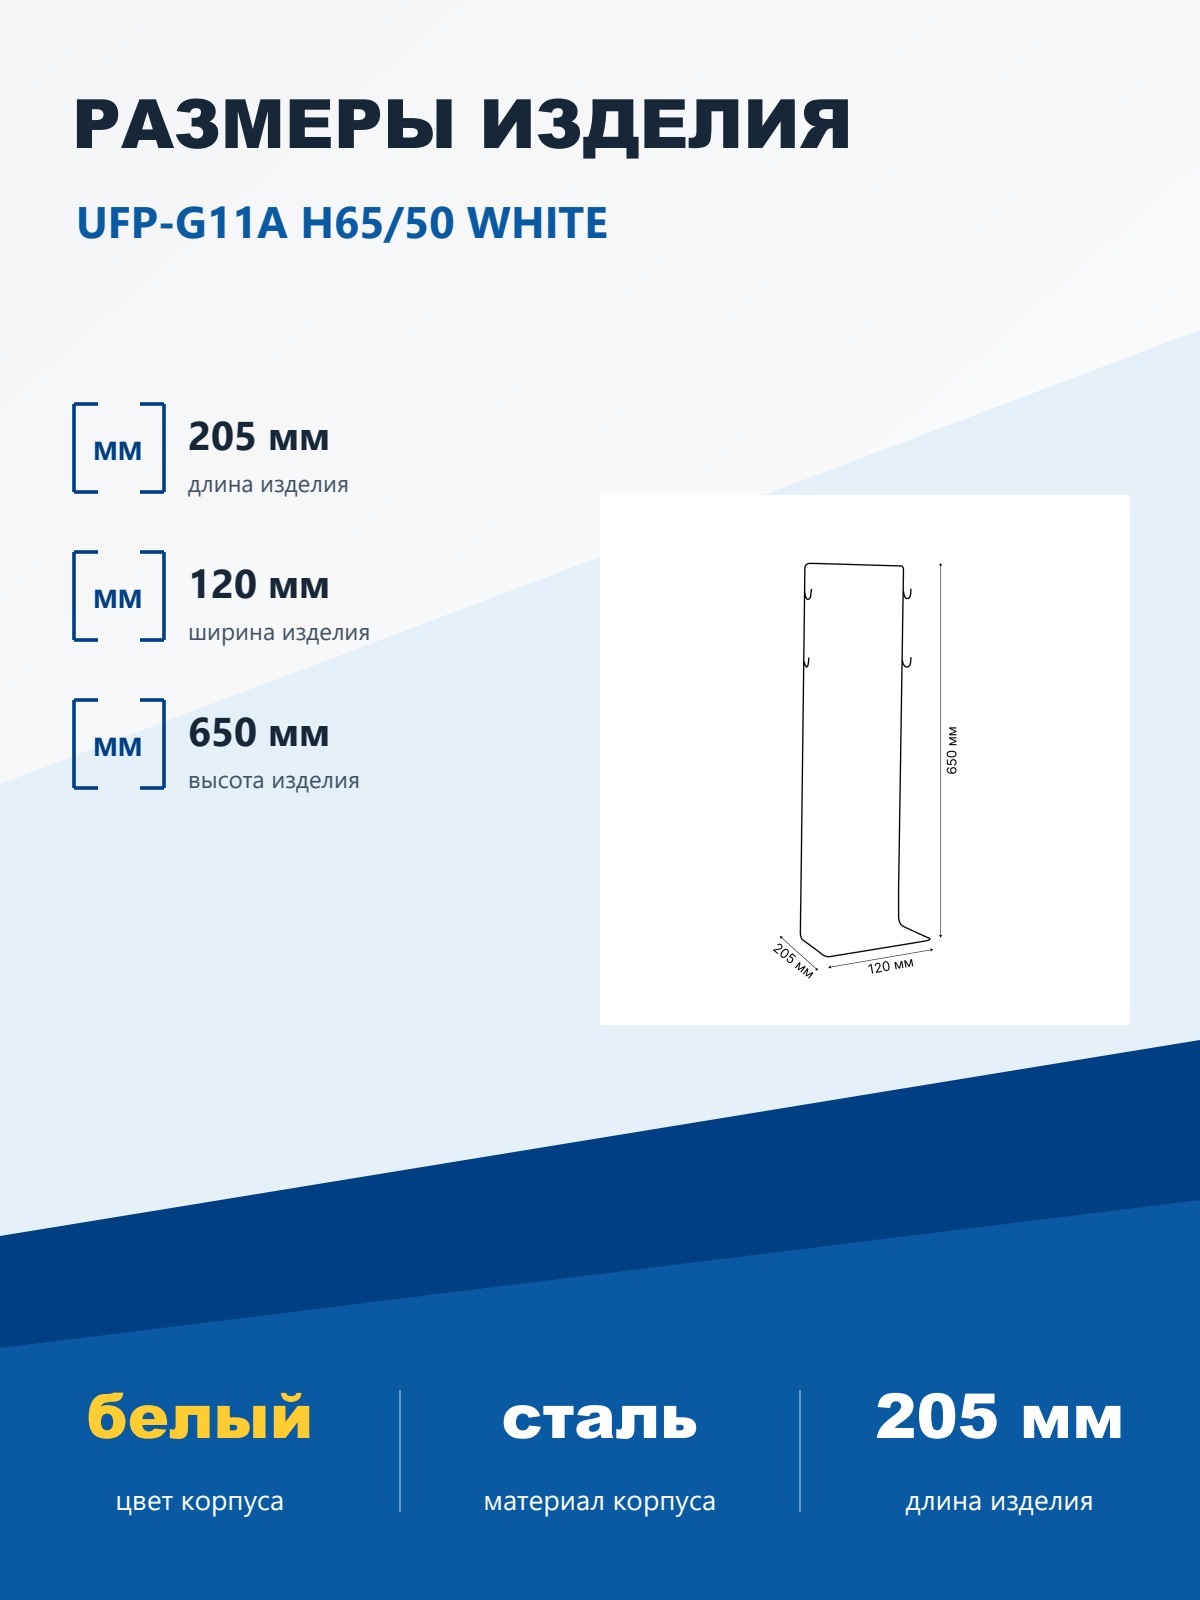 РАЗМЕРЫ ИЗДЕЛИЯ
UFP-G11A H65/50 WHITE
мм
205 мм
длина изделия
мм
120 мм
ширина изделия
мм
650 мм
высота изделия
650 мм
205 мм
120 мм
белый
сталь
205 мм
цвет корпуса
материал корпуса
длина изделия